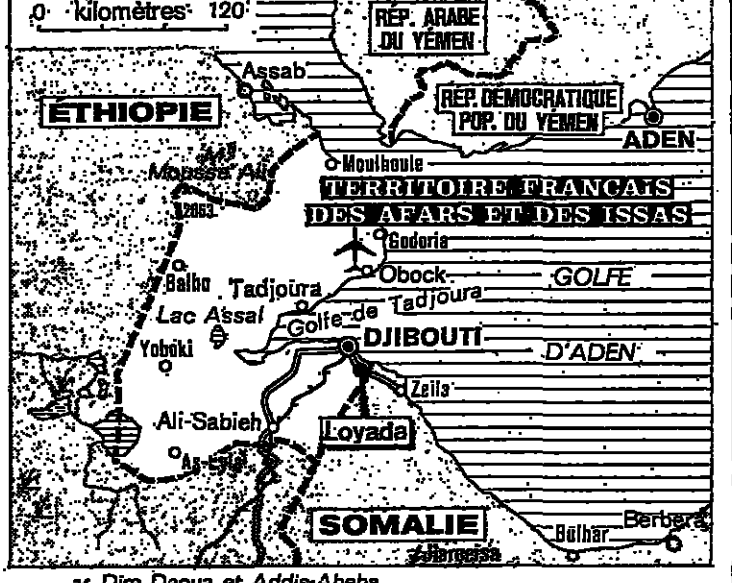 0 kilomètres 120
RÉP. ARABE
DU YÉMEN
Assab
ÉTHIOPIE
RÉP. DÉMOCRATIQUE
POP. DU YÉMEN
ADEN
Moulhoule
Moussa Ali
2063
TERRITOIRE FRANÇAIS
DES AFARS ET DES ISSAS
Godoria
Obock
GOLFE
Balho
Tadjoura
Golfe de Tadjoura
Lac Assal
DJIBOUTI
D'ADEN
Yoboki
Zeila
Ali-Sabieh
Loyada
As-Eyla
SOMALIE
Bulhar
Berbera
Hargeisa
Dire Daoua et Addis-Abeba